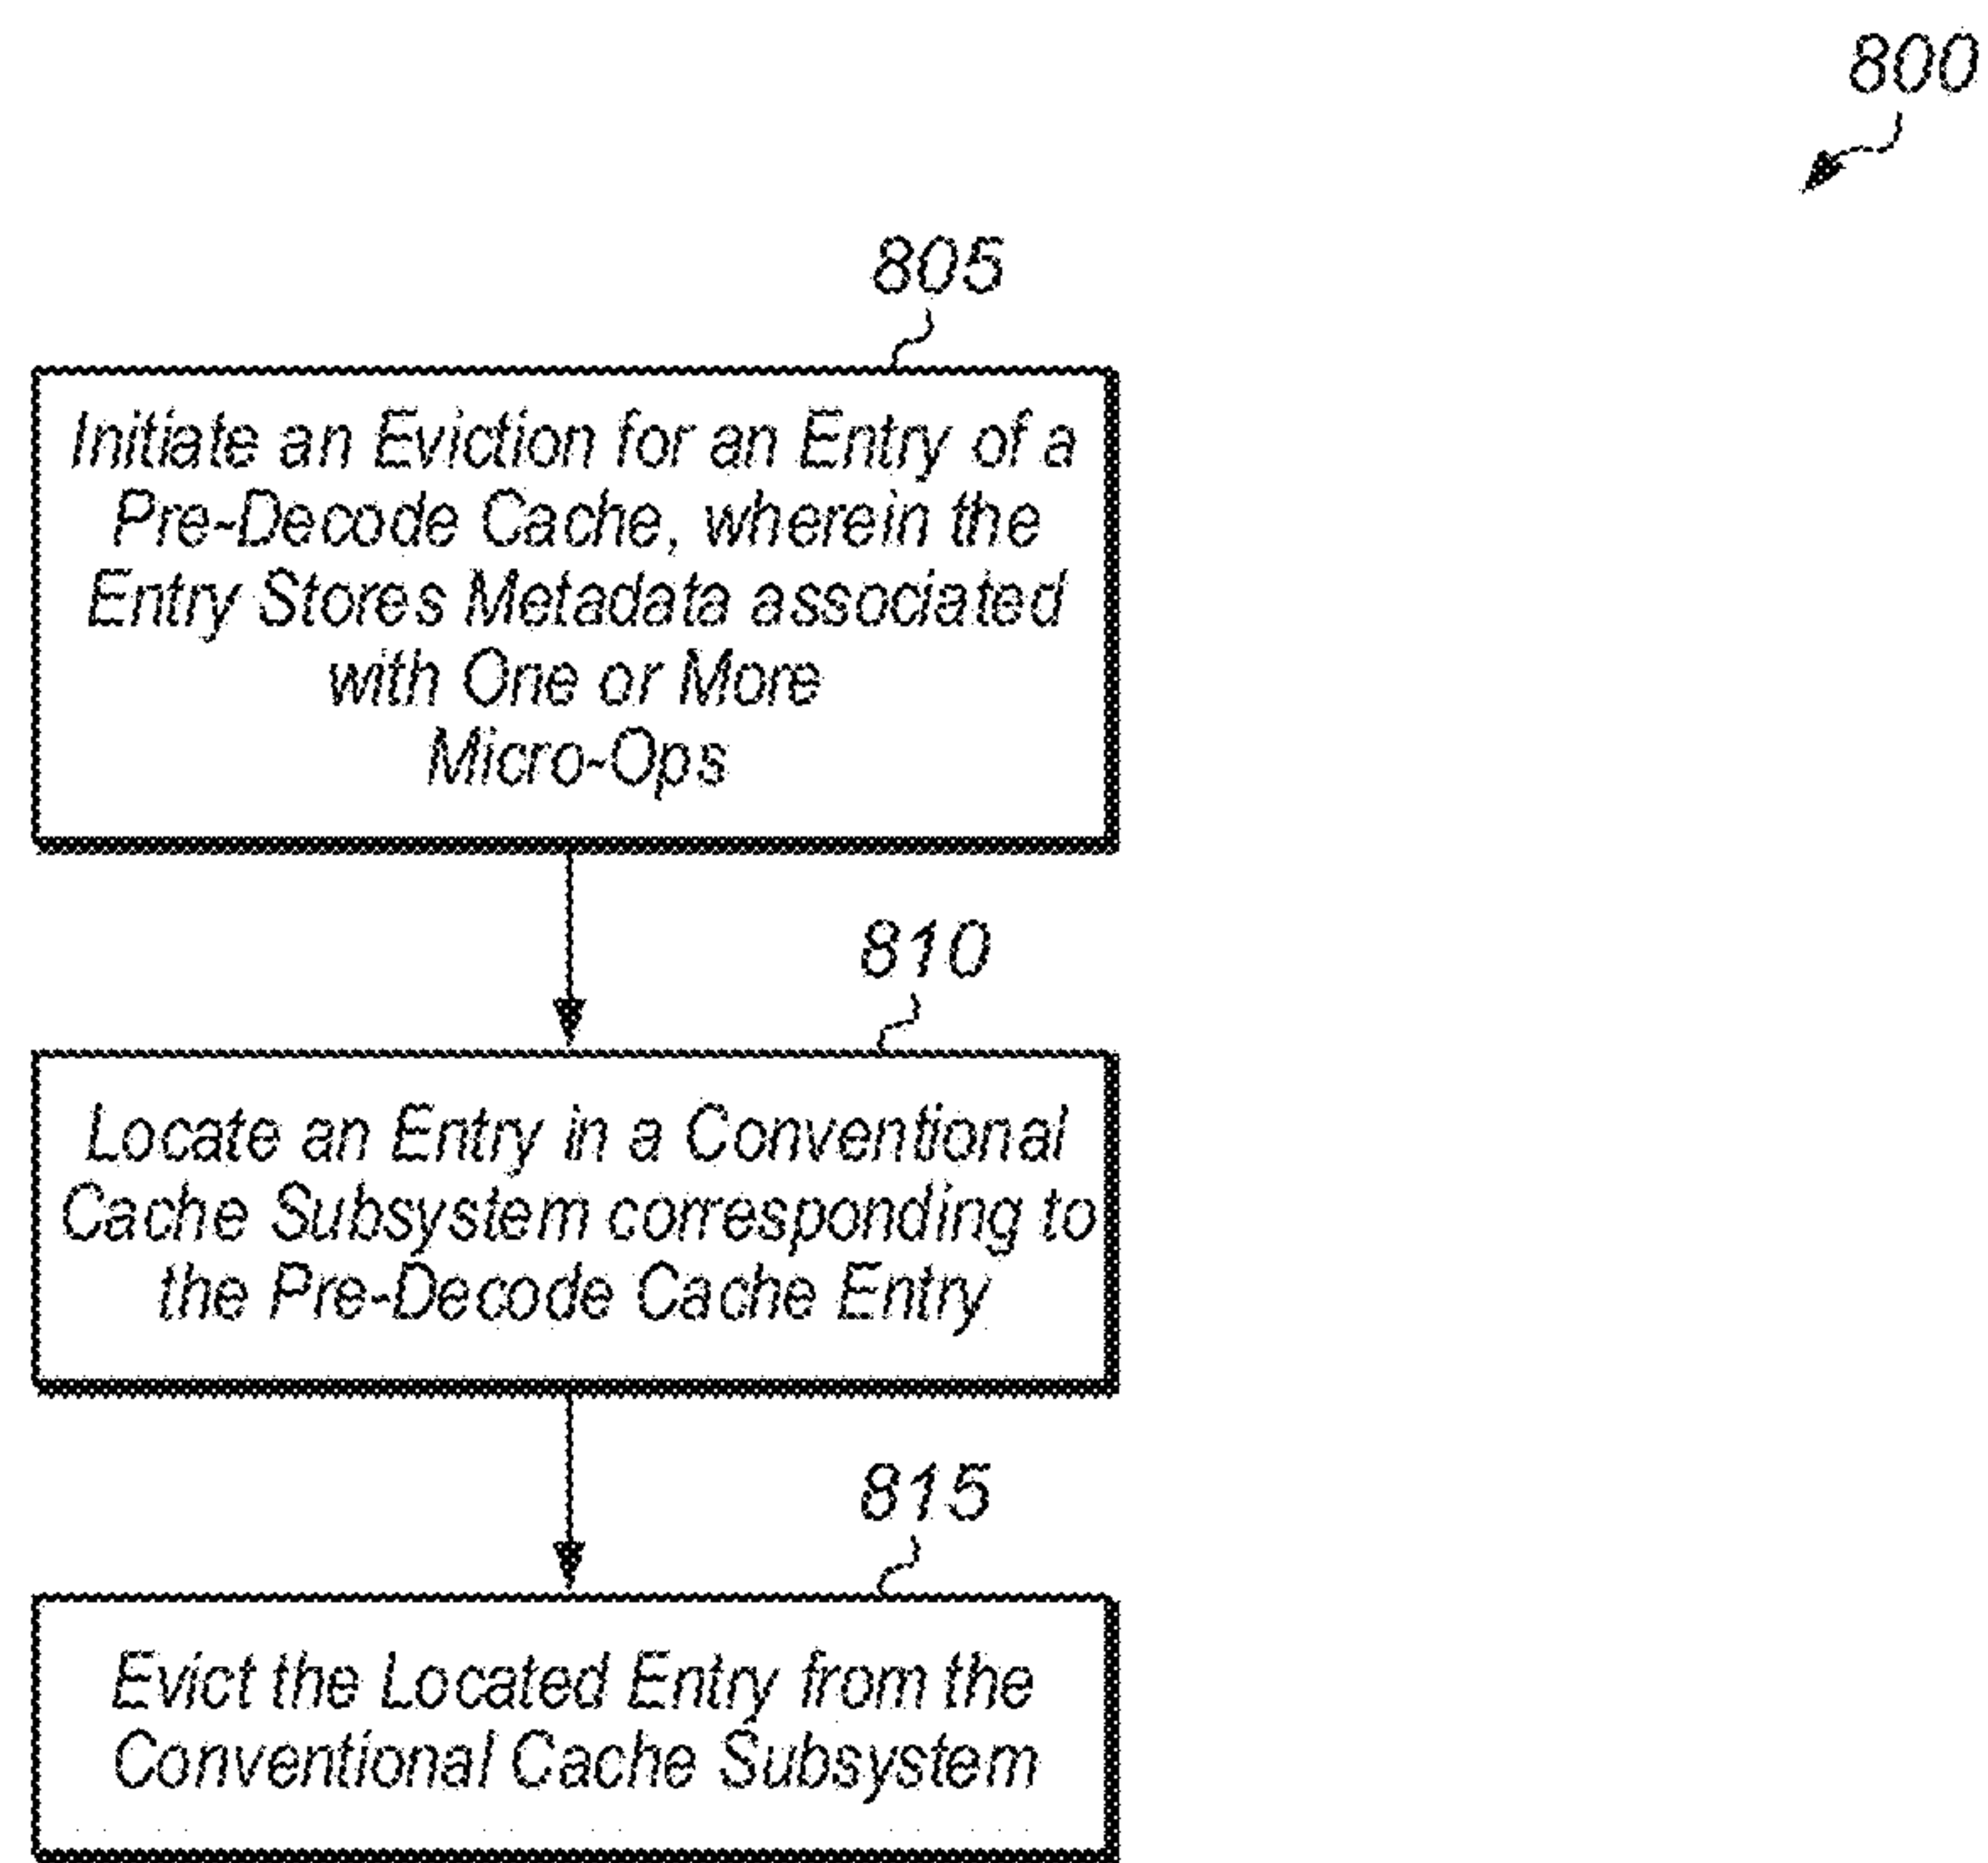 800
805
Initiate an Eviction for an Entry of a
Pre-Decode Cache, wherein the
Entry Stores Metadata associated
with One or More
Micro-Ops
810
Locate an Entry in a Conventional
Cache Subsystem corresponding to
the Pre-Decode Cache Entry
815
Evict the Located Entry from the
Conventional Cache Subsystem